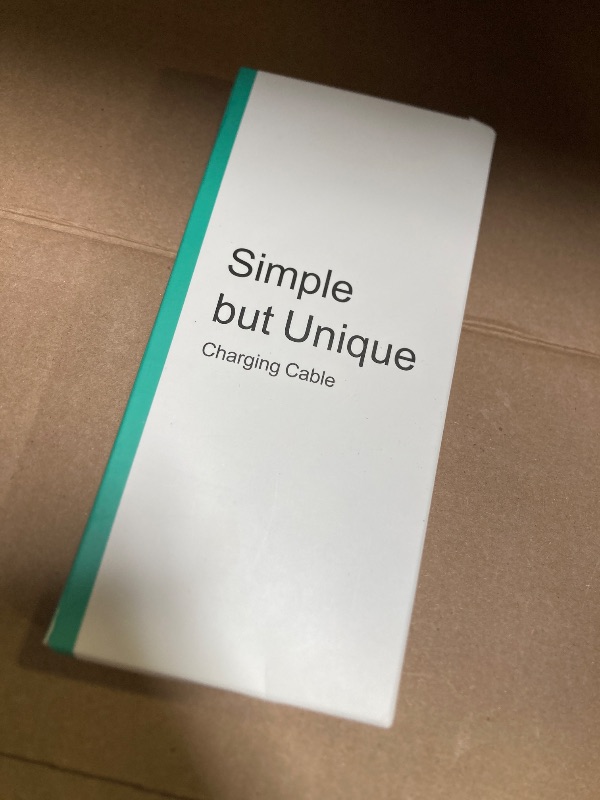 Simple
but Unique
Charging Cable